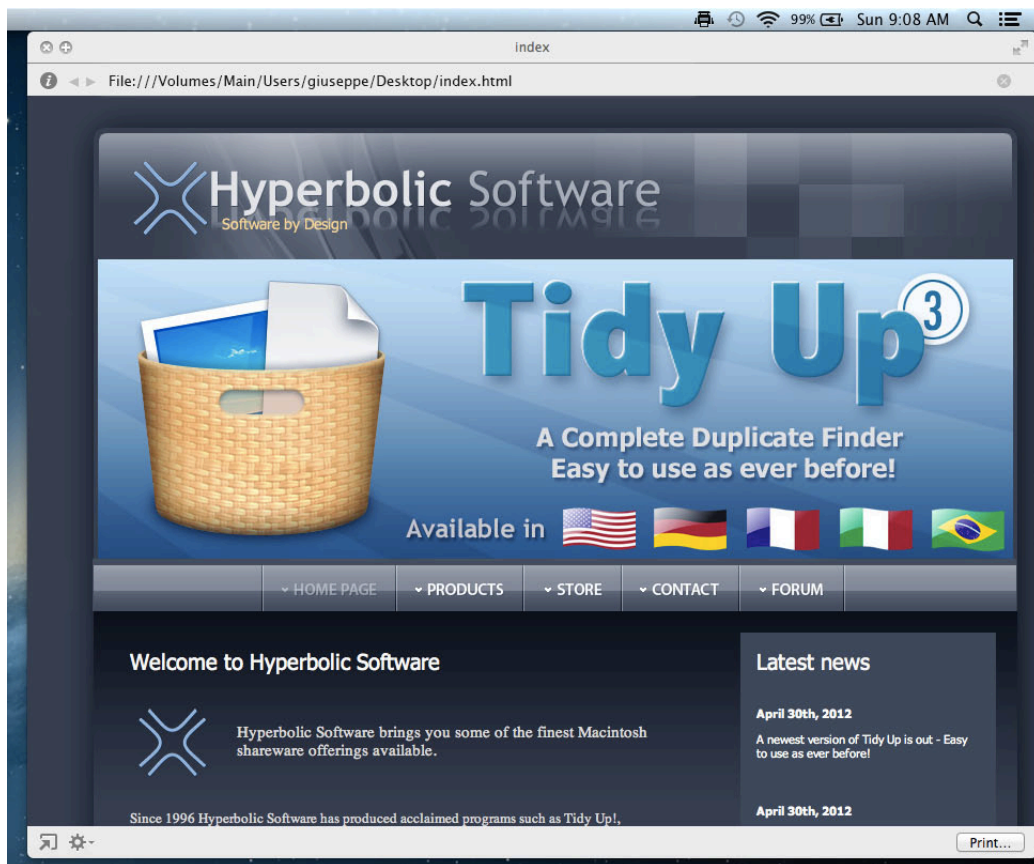 99% Sun 9:08 AM
index
File:///Volumes/Main/Users/giuseppe/Desktop/index.html
Hyperbolic Software
Software by Design
Tidy Up 3
A Complete Duplicate Finder
Easy to use as ever before!
Available in
HOME PAGE PRODUCTS STORE CONTACT FORUM
Welcome to Hyperbolic Software
Hyperbolic Software brings you some of the finest Macintosh
shareware offerings available.
Since 1996 Hyperbolic Software has produced acclaimed programs such as Tidy Up!,
Latest news
April 30th, 2012
A newest version of Tidy Up is out - Easy
to use as ever before!
April 30th, 2012
Print...